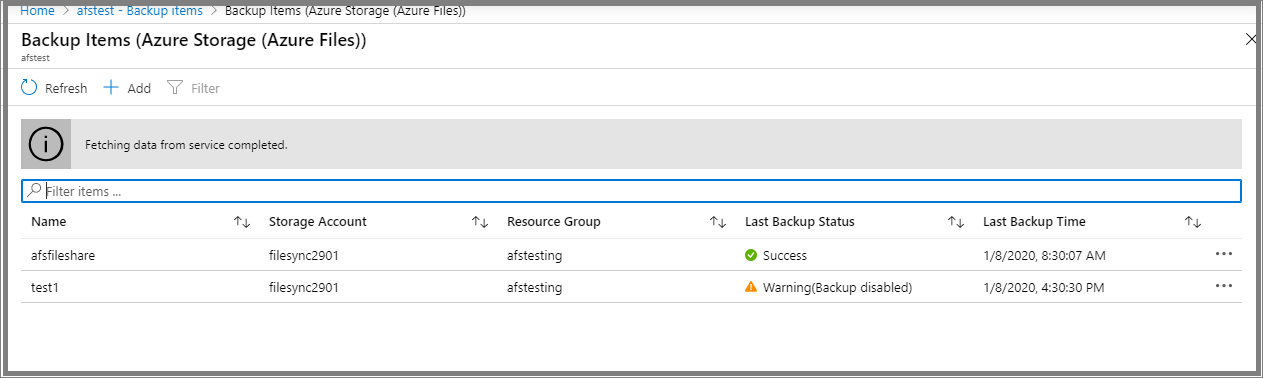 Home > afstest - Backup items > Backup Items (Azure Storage (Azure Files))
Backup Items (Azure Storage (Azure Files))
afstest
Refresh Add Filter
Fetching data from service completed.
Filter items ...
Name Storage Account Resource Group Last Backup Status Last Backup Time
afsfileshare filesync2901 afstesting Success 1/8/2020, 8:30:07 AM
test1 filesync2901 afstesting Warning(Backup disabled) 1/8/2020, 4:30:30 PM